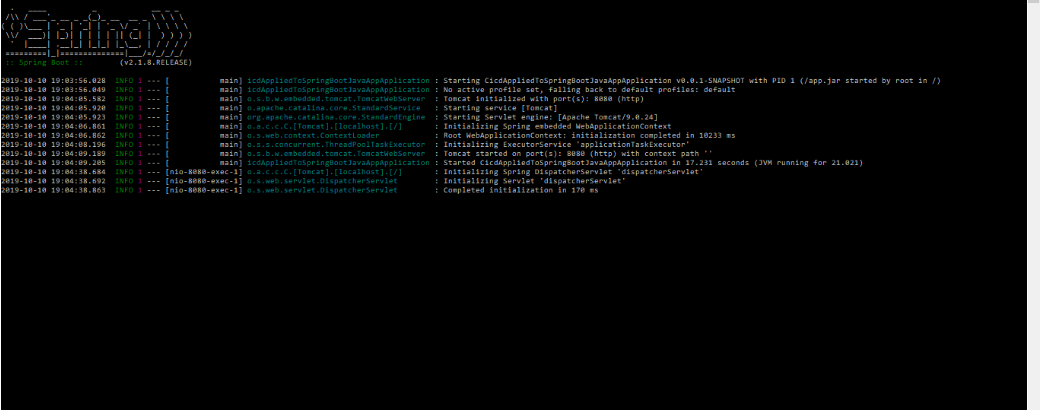 .   ____          _            __ _ _
 /\\ / ___'_ __ _ _(_)_ __  __ _ \ \ \ \
( ( )\___ | '_ | '_| | '_ \/ _` | \ \ \ \
 \\/  ___)| |_)| | | | | || (_| |  ) ) ) )
  '  |____| .__|_| |_|_| |_\__, | / / / /
 =========|_|==============|___/=/_/_/_/
 :: Spring Boot ::        (v2.1.8.RELEASE)
2019-10-10 19:03:56.028  INFO 1 --- [           main] icdAppliedToSpringBootJavaAppApplication : Starting CicdAppliedToSpringBootJavaAppApplication v0.0.1-SNAPSHOT with PID 1 (/app.jar started by root in /)
2019-10-10 19:03:56.049  INFO 1 --- [           main] icdAppliedToSpringBootJavaAppApplication : No active profile set, falling back to default profiles: default
2019-10-10 19:04:05.582  INFO 1 --- [           main] o.s.b.w.embedded.tomcat.TomcatWebServer  : Tomcat initialized with port(s): 8080 (http)
2019-10-10 19:04:05.920  INFO 1 --- [           main] o.apache.catalina.core.StandardService   : Starting service [Tomcat]
2019-10-10 19:04:05.923  INFO 1 --- [           main] org.apache.catalina.core.StandardEngine  : Starting Servlet engine: [Apache Tomcat/9.0.24]
2019-10-10 19:04:06.861  INFO 1 --- [           main] o.a.c.c.C.[Tomcat].[localhost].[/]       : Initializing Spring embedded WebApplicationContext
2019-10-10 19:04:06.862  INFO 1 --- [           main] o.s.web.context.ContextLoader            : Root WebApplicationContext: initialization completed in 10233 ms
2019-10-10 19:04:08.196  INFO 1 --- [           main] o.s.s.concurrent.ThreadPoolTaskExecutor  : Initializing ExecutorService 'applicationTaskExecutor'
2019-10-10 19:04:09.189  INFO 1 --- [           main] o.s.b.w.embedded.tomcat.TomcatWebServer  : Tomcat started on port(s): 8080 (http) with context path ''
2019-10-10 19:04:09.205  INFO 1 --- [           main] icdAppliedToSpringBootJavaAppApplication : Started CicdAppliedToSpringBootJavaAppApplication in 17.231 seconds (JVM running for 21.021)
2019-10-10 19:04:38.684  INFO 1 --- [nio-8080-exec-1] o.a.c.c.C.[Tomcat].[localhost].[/]       : Initializing Spring DispatcherServlet 'dispatcherServlet'
2019-10-10 19:04:38.692  INFO 1 --- [nio-8080-exec-1] o.s.web.servlet.DispatcherServlet        : Initializing Servlet 'dispatcherServlet'
2019-10-10 19:04:38.863  INFO 1 --- [nio-8080-exec-1] o.s.web.servlet.DispatcherServlet        : Completed initialization in 170 ms